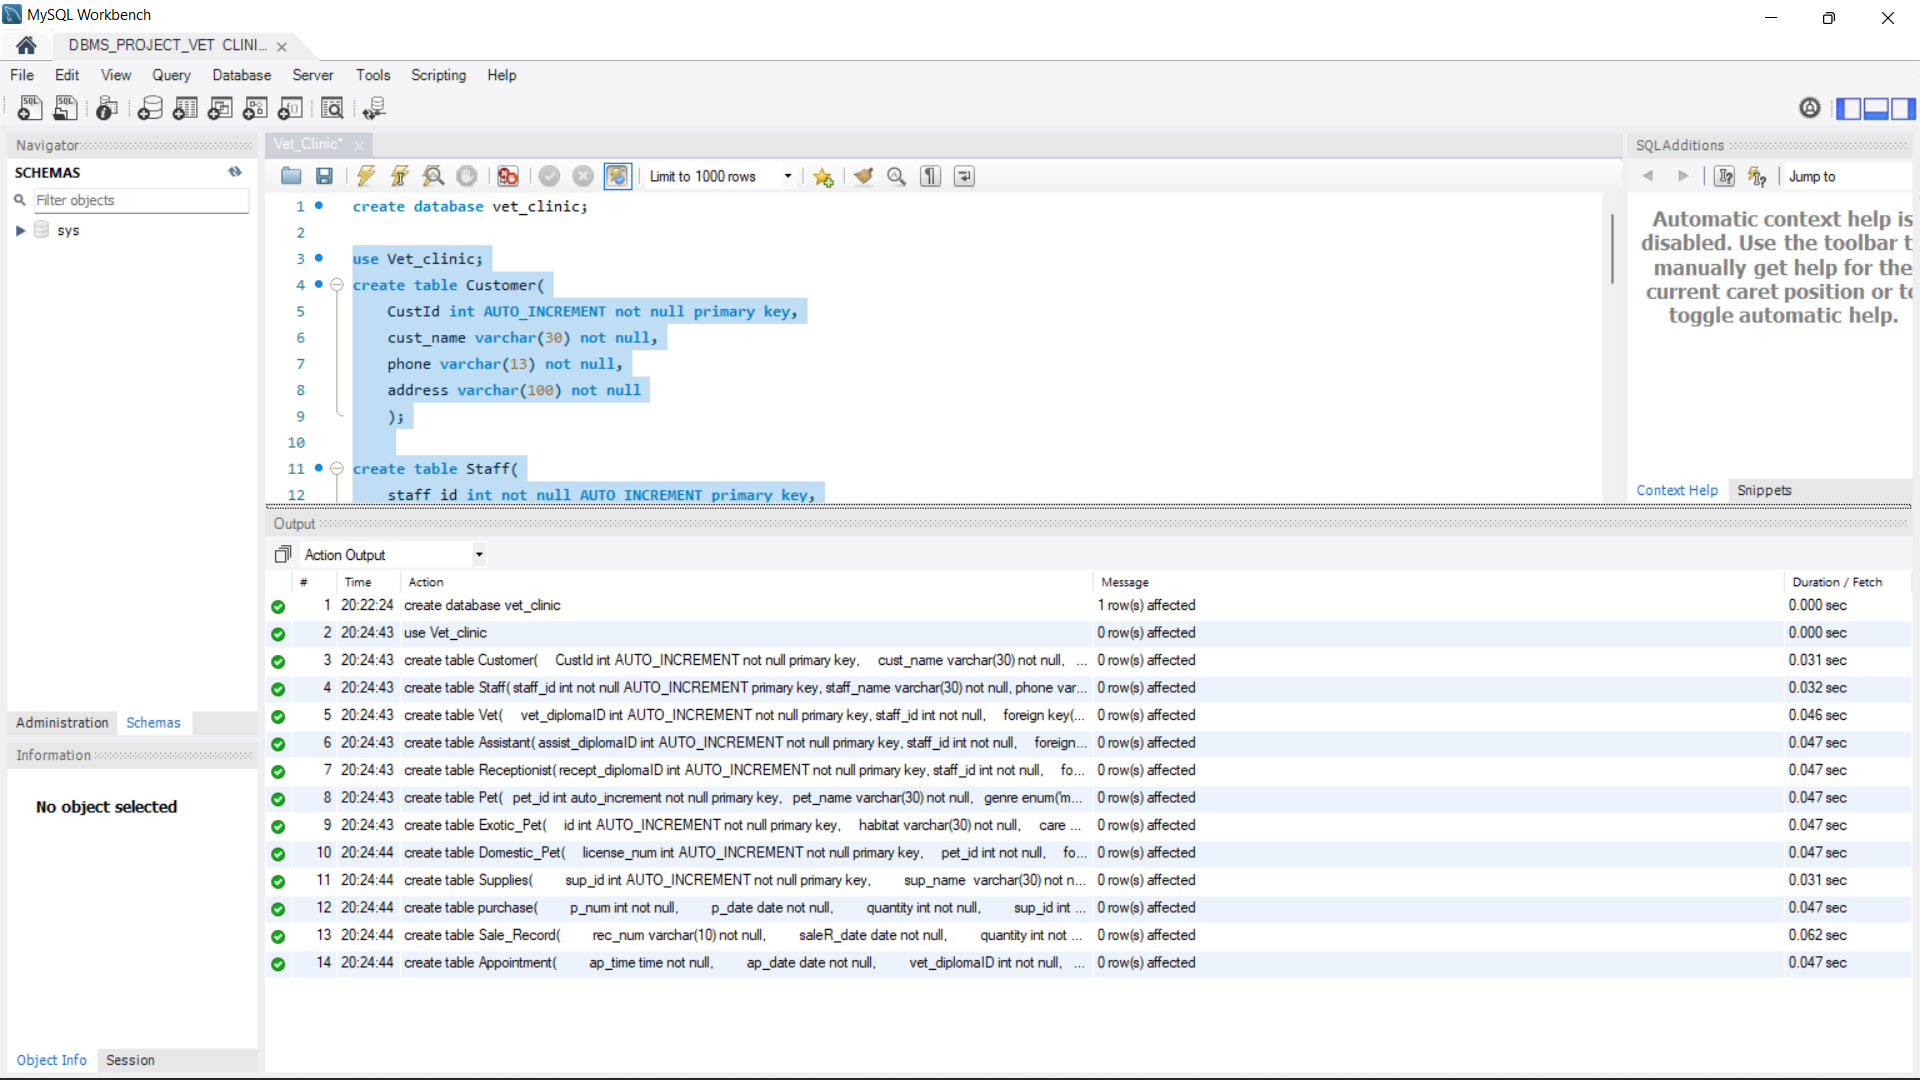 MySQL Workbench
DBMS_PROJECT_VET CLINI...
File Edit View Query Database Server Tools Scripting Help
Navigator
SCHEMAS
Filter objects
sys
Administration Schemas
Information
No object selected
Object Info Session
Vet_Clinic*
Limit to 1000 rows
1 create database vet_clinic;
2
3 use Vet_clinic;
4 create table Customer(
5 CustId int AUTO_INCREMENT not null primary key,
6 cust_name varchar(30) not null,
7 phone varchar(13) not null,
8 address varchar(100) not null
9 );
10
11 create table Staff(
12 staff_id int not null AUTO_INCREMENT primary key,
SQLAdditions
Jump to
Automatic context help is
disabled. Use the toolbar t
manually get help for the
current caret position or to
toggle automatic help.
Context Help Snippets
Output
Action Output
# Time Action Message Duration / Fetch
1 20:22:24 create database vet_clinic 1 row(s) affected 0.000 sec
2 20:24:43 use Vet_clinic 0 row(s) affected 0.000 sec
3 20:24:43 create table Customer( CustId int AUTO_INCREMENT not null primary key, cust_name varchar(30) not null, ... 0 row(s) affected 0.031 sec
4 20:24:43 create table Staff( staff_id int not null AUTO_INCREMENT primary key, staff_name varchar(30) not null, phone var... 0 row(s) affected 0.032 sec
5 20:24:43 create table Vet( vet_diplomaID int AUTO_INCREMENT not null primary key, staff_id int not null, foreign key(... 0 row(s) affected 0.046 sec
6 20:24:43 create table Assistant( assist_diplomaID int AUTO_INCREMENT not null primary key, staff_id int not null, foreign... 0 row(s) affected 0.047 sec
7 20:24:43 create table Receptionist( recept_diplomaID int AUTO_INCREMENT not null primary key, staff_id int not null, fo... 0 row(s) affected 0.047 sec
8 20:24:43 create table Pet( pet_id int auto_increment not null primary key, pet_name varchar(30) not null, genre enum('m... 0 row(s) affected 0.047 sec
9 20:24:43 create table Exotic_Pet( id int AUTO_INCREMENT not null primary key, habitat varchar(30) not null, care ... 0 row(s) affected 0.047 sec
10 20:24:44 create table Domestic_Pet( license_num int AUTO_INCREMENT not null primary key, pet_id int not null, fo... 0 row(s) affected 0.047 sec
11 20:24:44 create table Supplies( sup_id int AUTO_INCREMENT not null primary key, sup_name varchar(30) not n... 0 row(s) affected 0.031 sec
12 20:24:44 create table purchase( p_num int not null, p_date date not null, quantity int not null, sup_id int ... 0 row(s) affected 0.047 sec
13 20:24:44 create table Sale_Record( rec_num varchar(10) not null, saleR_date date not null, quantity int not ... 0 row(s) affected 0.062 sec
14 20:24:44 create table Appointment( ap_time time not null, ap_date date not null, vet_diplomaID int not null, ... 0 row(s) affected 0.047 sec